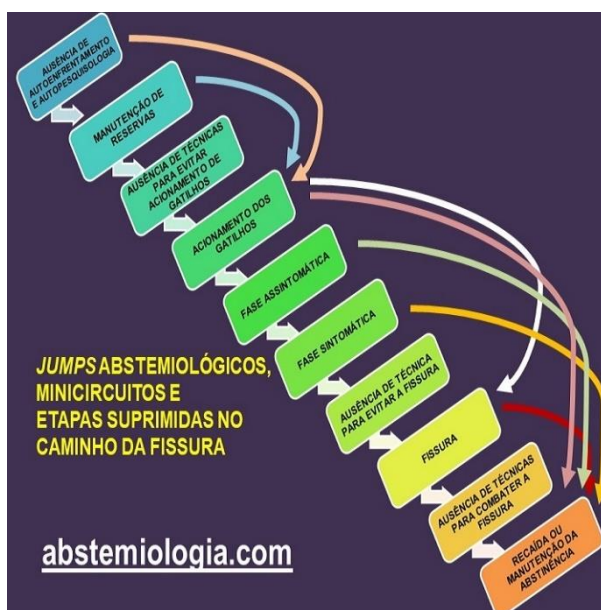 AUSÊNCIA DE
AUTOENFRENTAMENTO
E AUTOPESQUISOLOGIA
MANUTENÇÃO DE
RESERVAS
AUSÊNCIA DE TÉCNICAS
PARA EVITAR
ACIONAMENTO DE
GATILHOS
ACIONAMENTO DOS
GATILHOS
FASE ASSINTOMÁTICA
FASE SINTOMÁTICA
AUSÊNCIA DE TÉCNICA
PARA EVITAR A FISSURA
FISSURA
AUSÊNCIA DE TÉCNICAS
PARA COMBATER A
FISSURA
RECAÍDA OU
MANUTENÇÃO DA
ABSTINÊNCIA
JUMPS ABSTEMIOLÓGICOS,
MINICIRCUITOS E
ETAPAS SUPRIMIDAS NO
CAMINHO DA FISSURA
abstemiologia.com